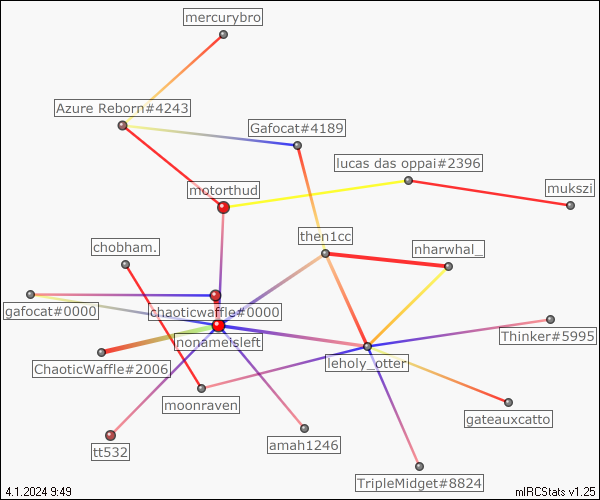 mercurybro
Azure Reborn#4243
Gafocat#4189
lucas das oppai#2396
motorthud
mukszi
then1cc
chobham.
nharwhal_
gafocat#0000
chaoticwaffle#0000
Thinker#5995
nonameisleft
leholy_otter
ChaoticWaffle#2006
moonraven
gateauxcatto
amah1246
tt532
TripleMidget#8824
4.1.2024 9:49
mIRCStats v1.25